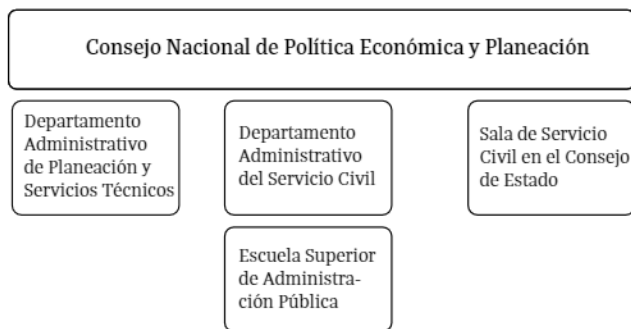 Consejo Nacional de Política Económica y Planeación
Departamento
Administrativo
de Planeación y
Servicios Técnicos
Departamento
Administrativo
del Servicio Civil
Sala de Servicio
Civil en el Consejo
de Estado
Escuela Superior
de Administra-
ción Pública